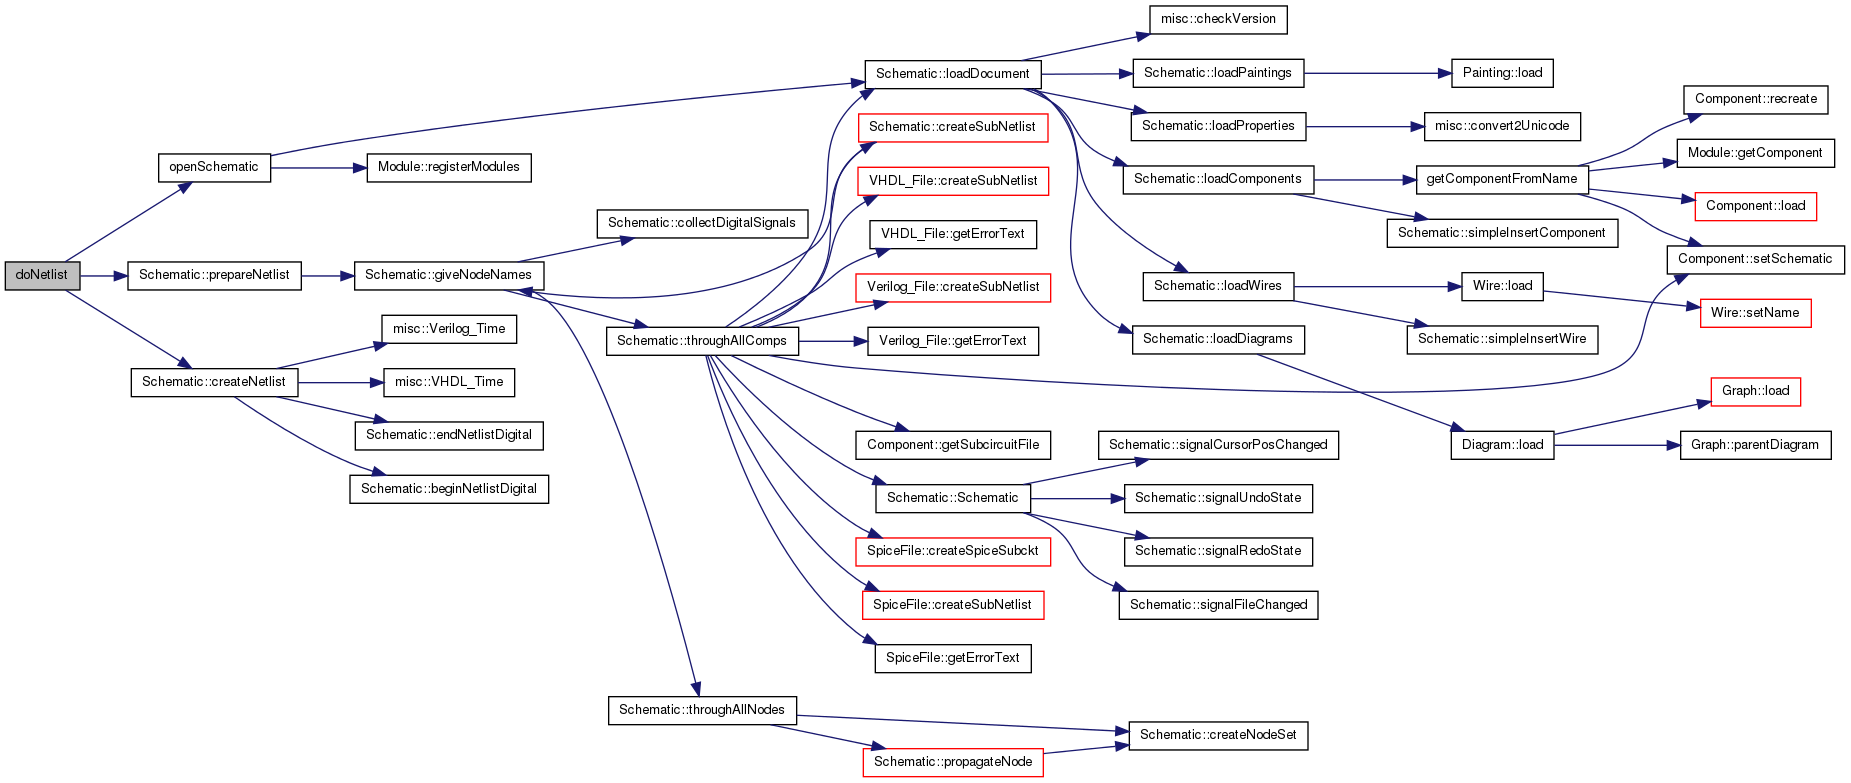 doNetlist
openSchematic
Schematic::prepareNetlist
Schematic::createNetlist
Module::registerModules
Schematic::giveNodeNames
misc::Verilog_Time
misc::VHDL_Time
Schematic::endNetlistDigital
Schematic::beginNetlistDigital
Schematic::collectDigitalSignals
Schematic::throughAllComps
Schematic::throughAllNodes
Schematic::loadDocument
Schematic::createSubNetlist
VHDL_File::createSubNetlist
VHDL_File::getErrorText
Verilog_File::createSubNetlist
Verilog_File::getErrorText
Component::getSubcircuitFile
Schematic::Schematic
SpiceFile::createSpiceSubckt
SpiceFile::createSubNetlist
SpiceFile::getErrorText
Schematic::propagateNode
misc::checkVersion
Schematic::loadPaintings
Schematic::loadProperties
Schematic::loadComponents
Schematic::loadWires
Schematic::loadDiagrams
Schematic::signalCursorPosChanged
Schematic::signalUndoState
Schematic::signalRedoState
Schematic::signalFileChanged
Schematic::createNodeSet
Painting::load
misc::convert2Unicode
getComponentFromName
Schematic::simpleInsertComponent
Wire::load
Schematic::simpleInsertWire
Diagram::load
Component::recreate
Module::getComponent
Component::load
Component::setSchematic
Wire::setName
Graph::load
Graph::parentDiagram